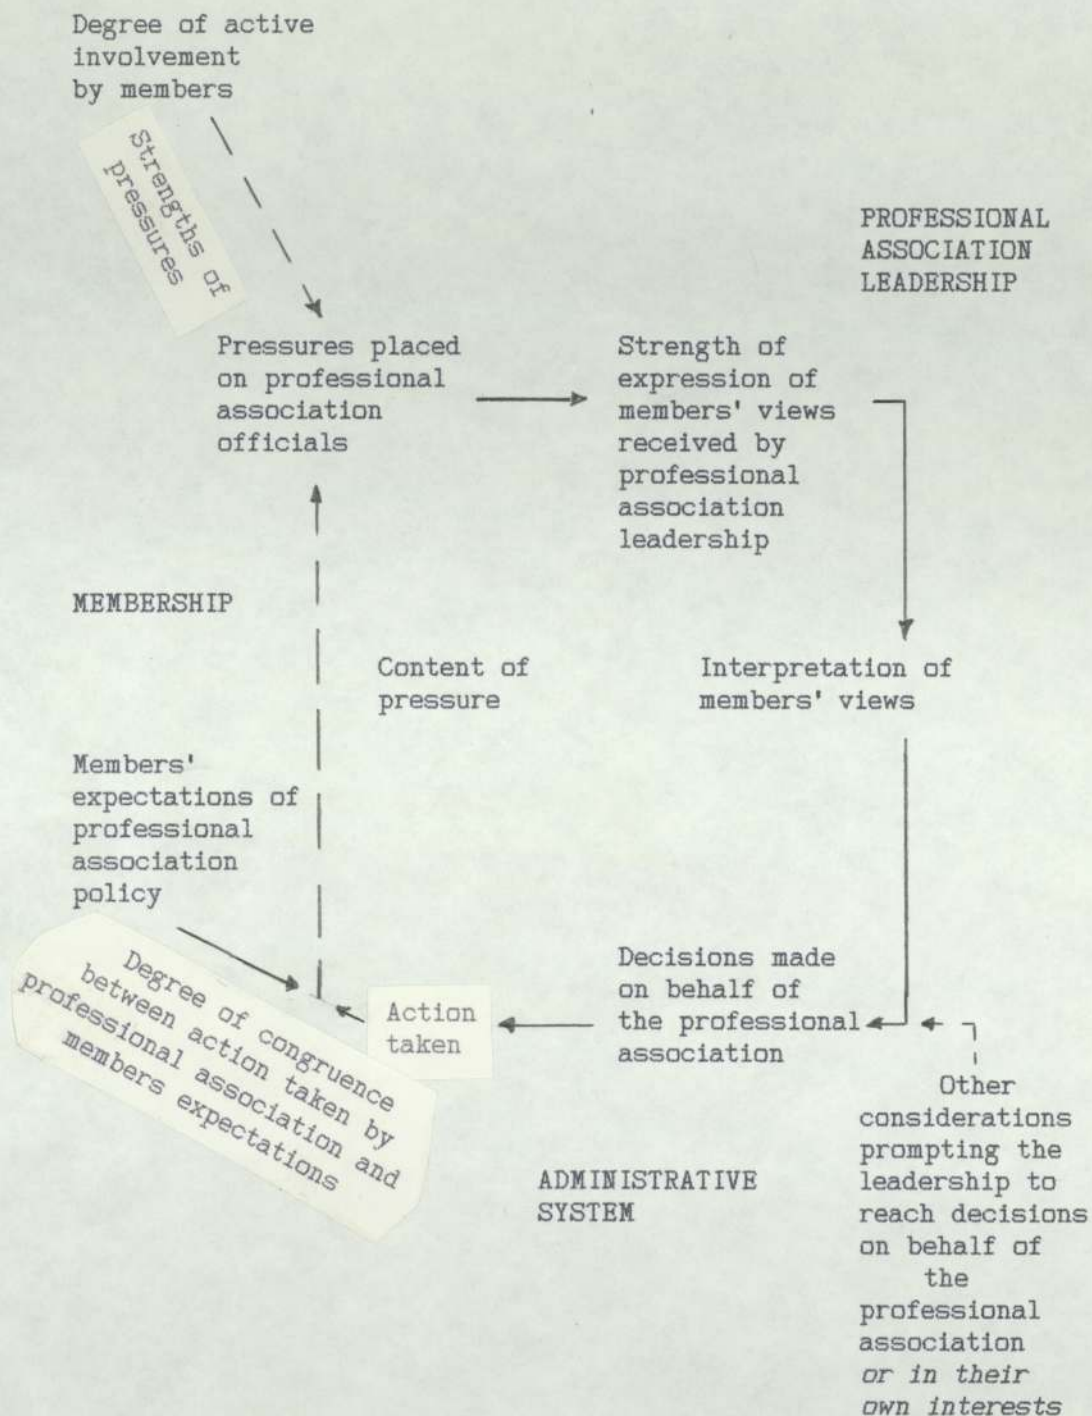 Degree of active
involvement
by members
Strengths of
pressures
PROFESSIONAL
ASSOCIATION
LEADERSHIP
Pressures placed
on professional
association
officials
Strength of
expression of
members' views
received by
professional
association
leadership
MEMBERSHIP
Content of
pressure
Interpretation of
members' views
Members'
expectations of
professional
association
policy
Degree of congruence
between action taken by
professional association and
members expectations
Action
taken
Decisions made
on behalf of
the professional
association
ADMINISTRATIVE
SYSTEM
Other
considerations
prompting the
leadership to
reach decisions
on behalf of
the
professional
association
or in their
own interests